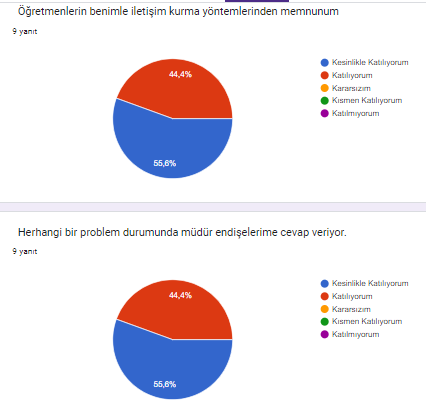 Öğretmenlerin benimle iletişim kurma yöntemlerinden memnunum
9 yanıt
44,4%
55,6%
Kesinlikle Katılıyorum
Katılıyorum
Kararsızım
Kısmen Katılıyorum
Katılmıyorum
Herhangi bir problem durumunda müdür endişelerime cevap veriyor.
9 yanıt
44,4%
55,6%
Kesinlikle Katılıyorum
Katılıyorum
Kararsızım
Kısmen Katılıyorum
Katılmıyorum